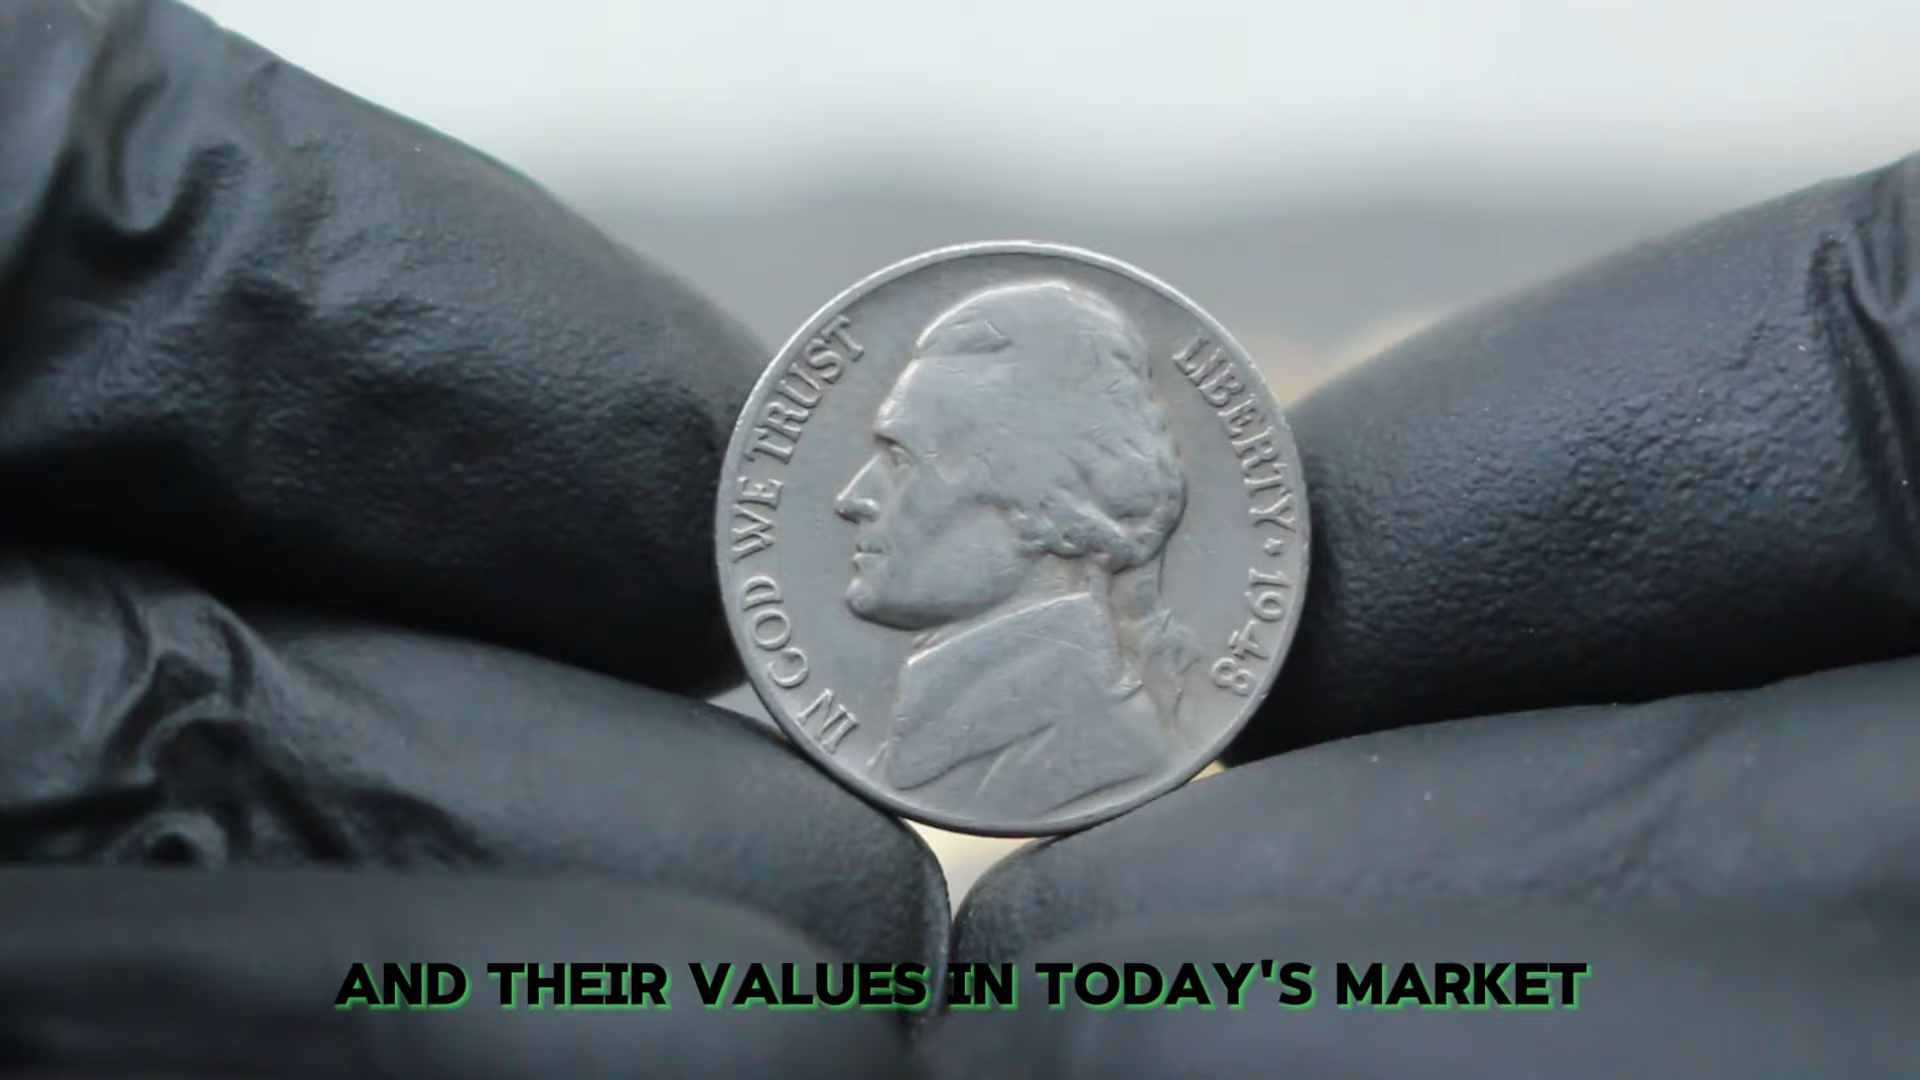 IN GOD WE TRUST
LIBERTY * 1948
AND THEIR VALUES IN TODAY'S MARKET